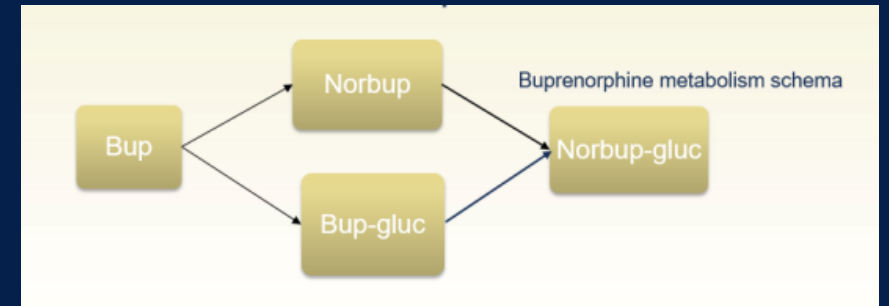 Norbup
Buprenorphine metabolism schema
Bup
Norbup-gluc
Bup-gluc